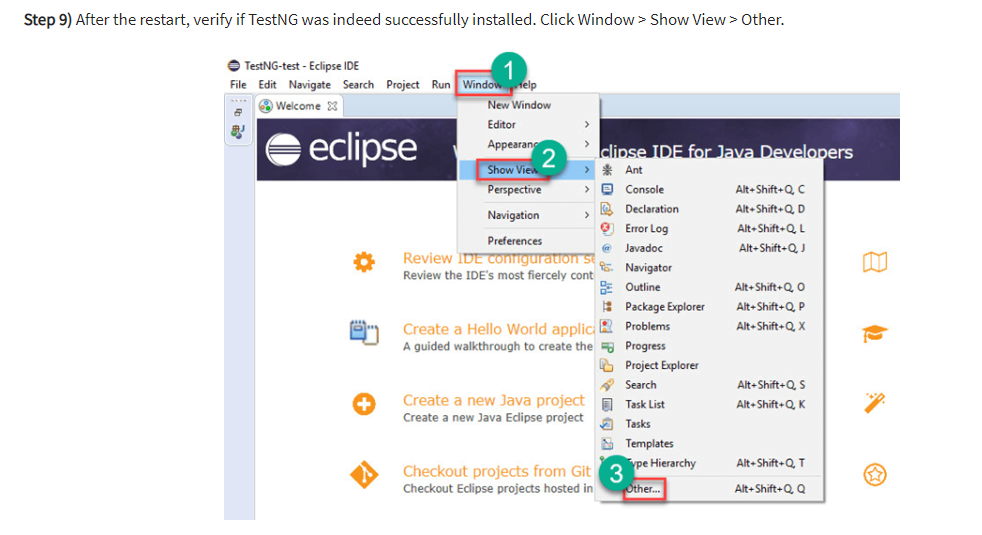 Step 9) After the restart, verify if TestNG was indeed successfully installed. Click Window > Show View > Other.
TestNG-test - Eclipse IDE
File Edit Navigate Search Project Run Window elp
1
Welcome
New Window
Editor
Appearanc
2
Show View
Perspective
Navigation
Preferences
eclipse
clipse IDE for Java Developers
Ant
Console Alt+Shift+Q, C
Declaration Alt+Shift+Q, D
Error Log Alt+Shift+Q, L
Javadoc Alt+Shift+Q, J
Navigator
Outline Alt+Shift+Q, O
Package Explorer Alt+Shift+Q, P
Problems Alt+Shift+Q, X
Progress
Project Explorer
Search Alt+Shift+Q, S
Task List Alt+Shift+Q, K
Tasks
Templates
ype Hierarchy Alt+Shift+Q, T
3
Other... Alt+Shift+Q, Q
Review IDE configuration se
Review the IDE's most fiercely cont
Create a Hello World applica
A guided walkthrough to create the
Create a new Java project
Create a new Java Eclipse project
Checkout projects from Git
Checkout Eclipse projects hosted in